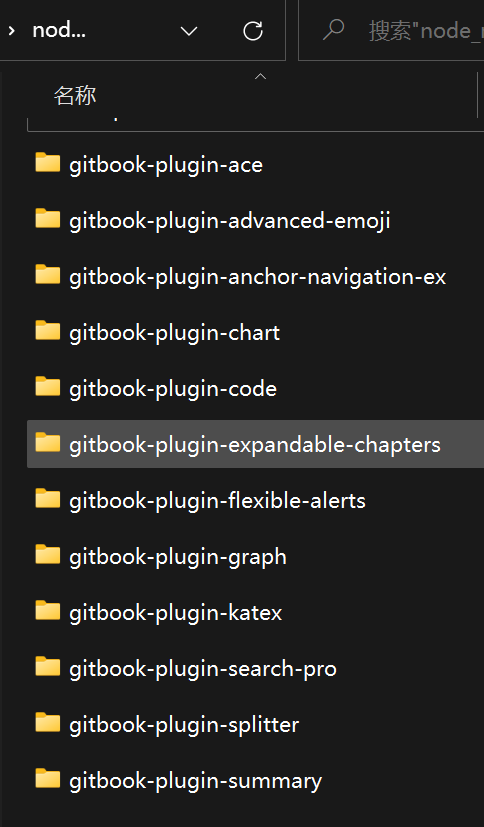 nod...
搜索"node_
名称
gitbook-plugin-ace
gitbook-plugin-advanced-emoji
gitbook-plugin-anchor-navigation-ex
gitbook-plugin-chart
gitbook-plugin-code
gitbook-plugin-expandable-chapters
gitbook-plugin-flexible-alerts
gitbook-plugin-graph
gitbook-plugin-katex
gitbook-plugin-search-pro
gitbook-plugin-splitter
gitbook-plugin-summary